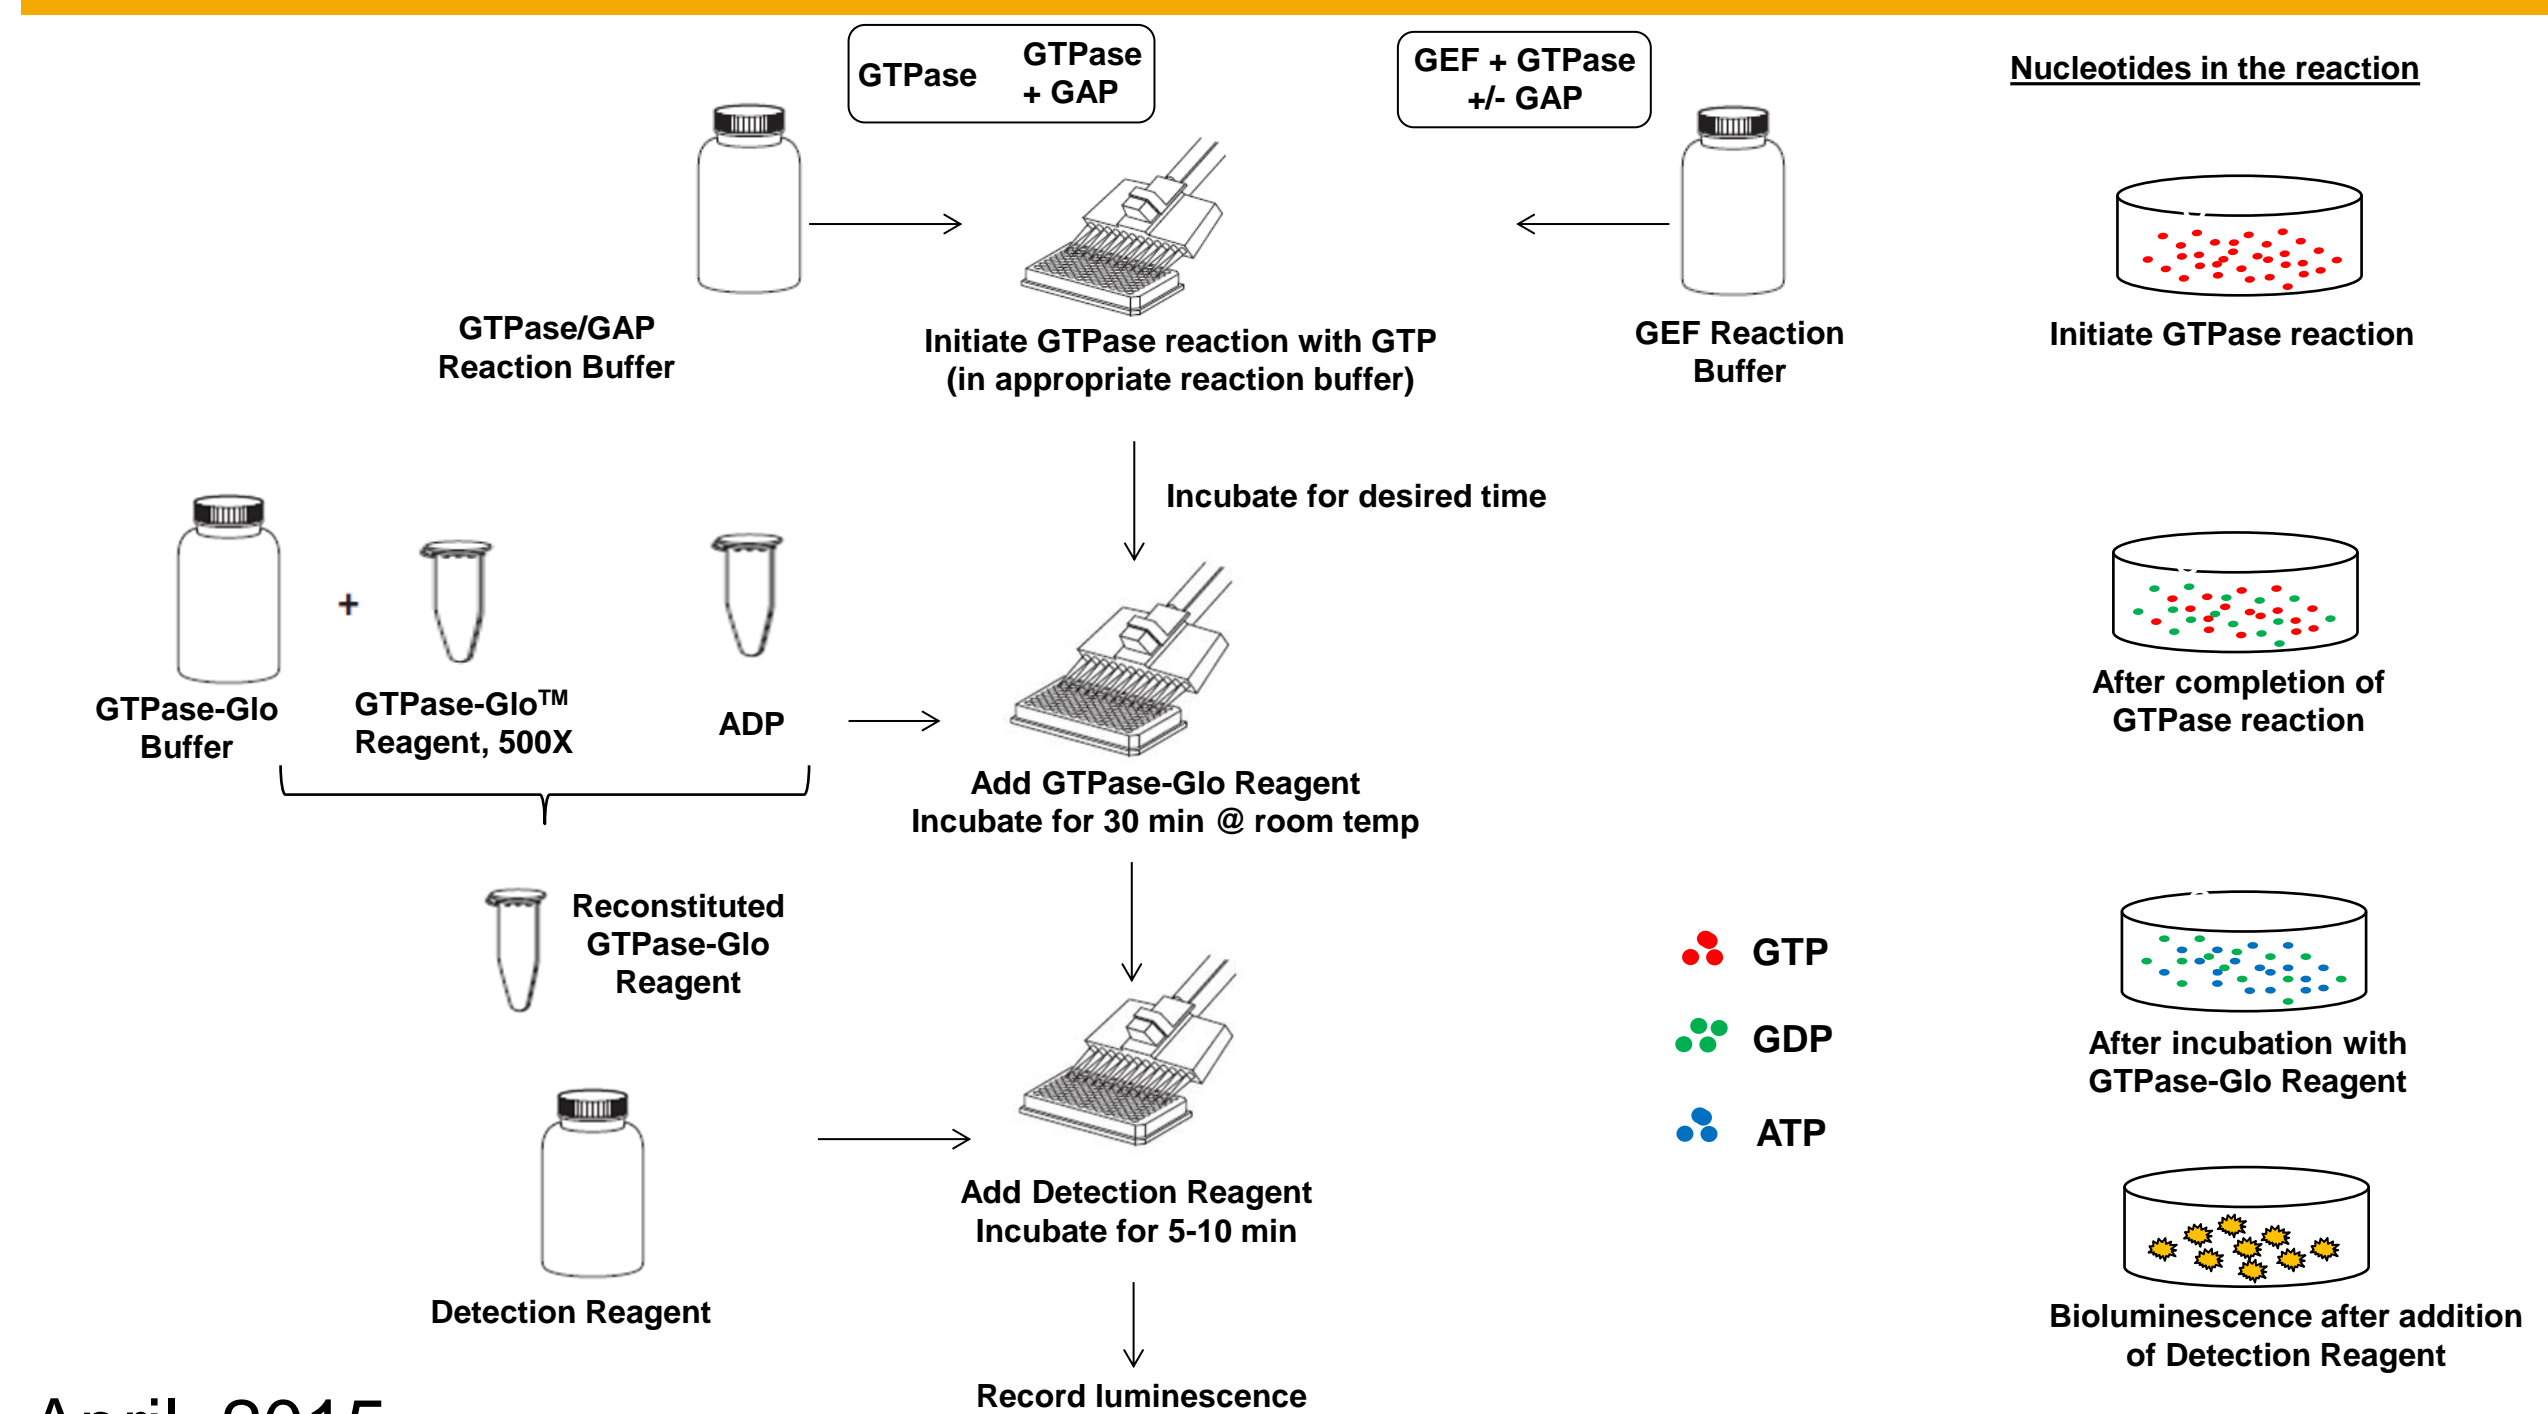 GTPase
GTPase
+ GAP
GEF + GTPase
+/- GAP
Nucleotides in the reaction
GTPase/GAP
Reaction Buffer
Initiate GTPase reaction with GTP
(in appropriate reaction buffer)
GEF Reaction
Buffer
Initiate GTPase reaction
Incubate for desired time
+
GTPase-Glo
Buffer
GTPase-Glo™
Reagent, 500X
ADP
Add GTPase-Glo Reagent
Incubate for 30 min @ room temp
After completion of
GTPase reaction
Reconstituted
GTPase-Glo
Reagent
GTP
GDP
ATP
After incubation with
GTPase-Glo Reagent
Detection Reagent
Add Detection Reagent
Incubate for 5-10 min
Record luminescence
Bioluminescence after addition
of Detection Reagent
April, 2015